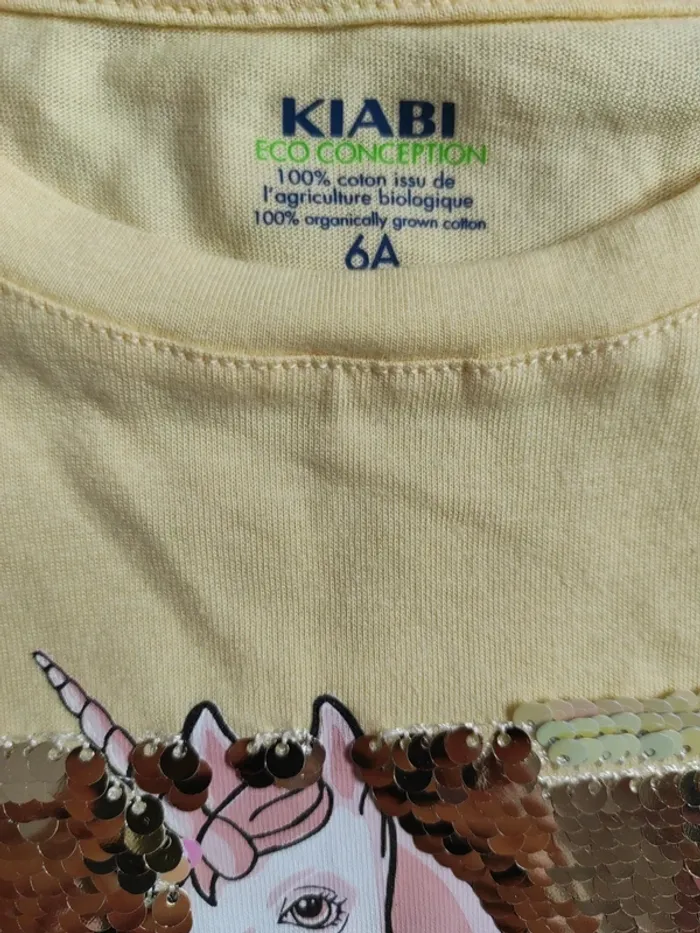 KIABI
ECO CONCEPTION
100% coton issu de
l'agriculture biologique
100% organically grown cotton
6A